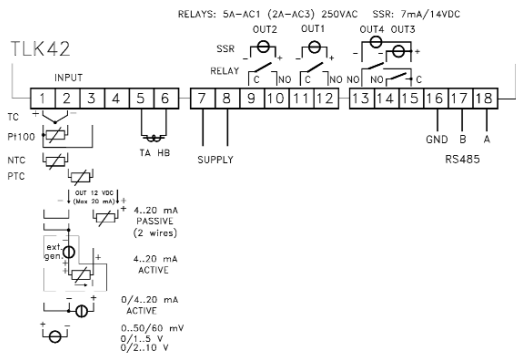 RELAYS: 5A-AC1 (2A-AC3) 250VAC SSR: 7mA/14VDC
OUT2 OUT1 OUT4 OUT3
TLK42
SSR - + - + - - + +
RELAY
INPUT
C NO C NO NO NO C
1 2 3 4 5 6 7 8 9 10 11 12 13 14 15 16 17 18
TC + -
Pt100
TA HB
SUPPLY
GND B A
RS485
NTC
PTC
OUT 12 VDC
(Max 20 mA)
- + +
4..20 mA
PASSIVE
(2 wires)
ext.
gen.
4..20 mA
ACTIVE
- +
0/4..20 mA
ACTIVE
+ -
0..50/60 mV
0/1..5 V
0/2..10 V